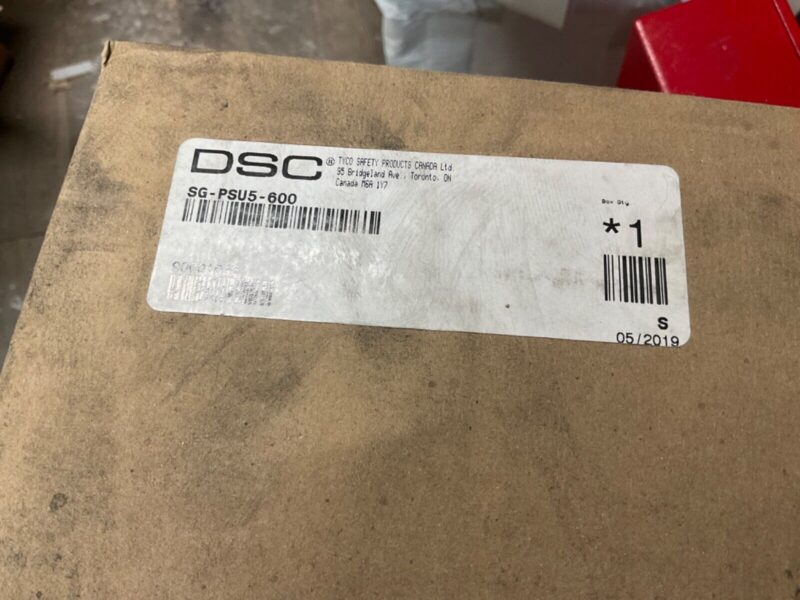 DSC® TYCO SAFETY PRODUCTS CANADA Ltd.
95 Bridgeland Ave., Toronto, ON
Canada M6A 1Y7
SG-PSU5-600
Box Qty.
*1
S
05/2019